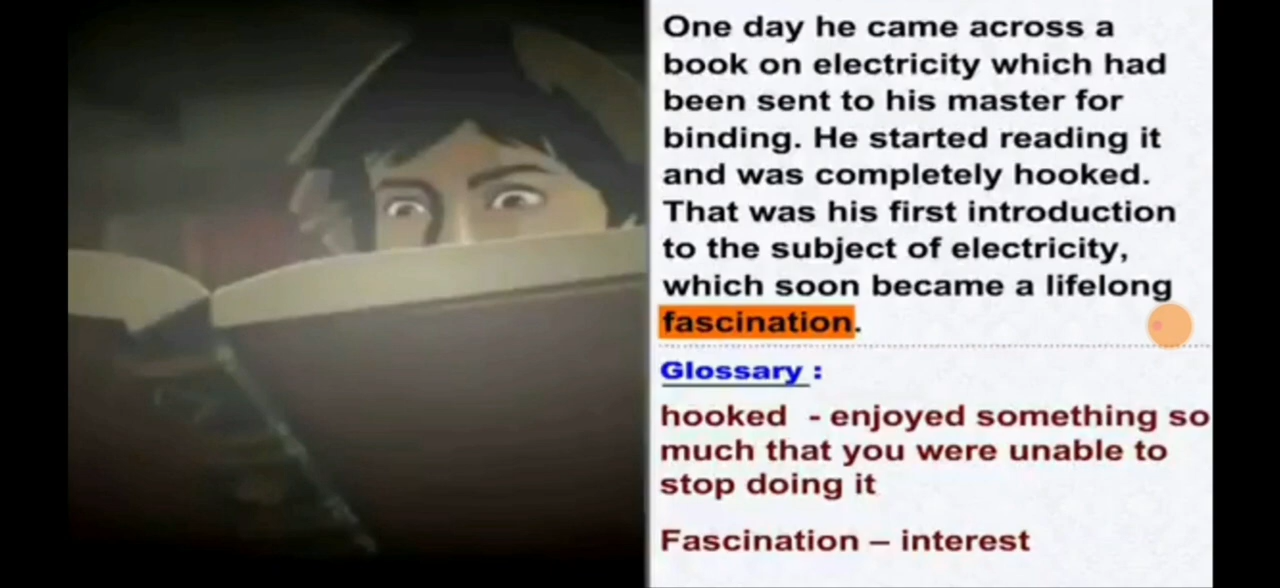 One day he came across a
book on electricity which had
been sent to his master for
binding. He started reading it
and was completely hooked.
That was his first introduction
to the subject of electricity,
which soon became a lifelong
fascination.
Glossary :
hooked - enjoyed something so
much that you were unable to
stop doing it
Fascination – interest